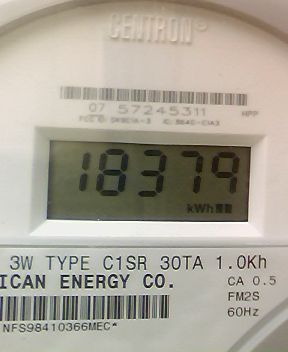 CENTRON®
07 57245311 HPP
18379
kWh
3W TYPE C1SR 30TA 1.0Kh
ICAN ENERGY CO. CA 0.5
FM2S
NFS98410366MEC* 60Hz